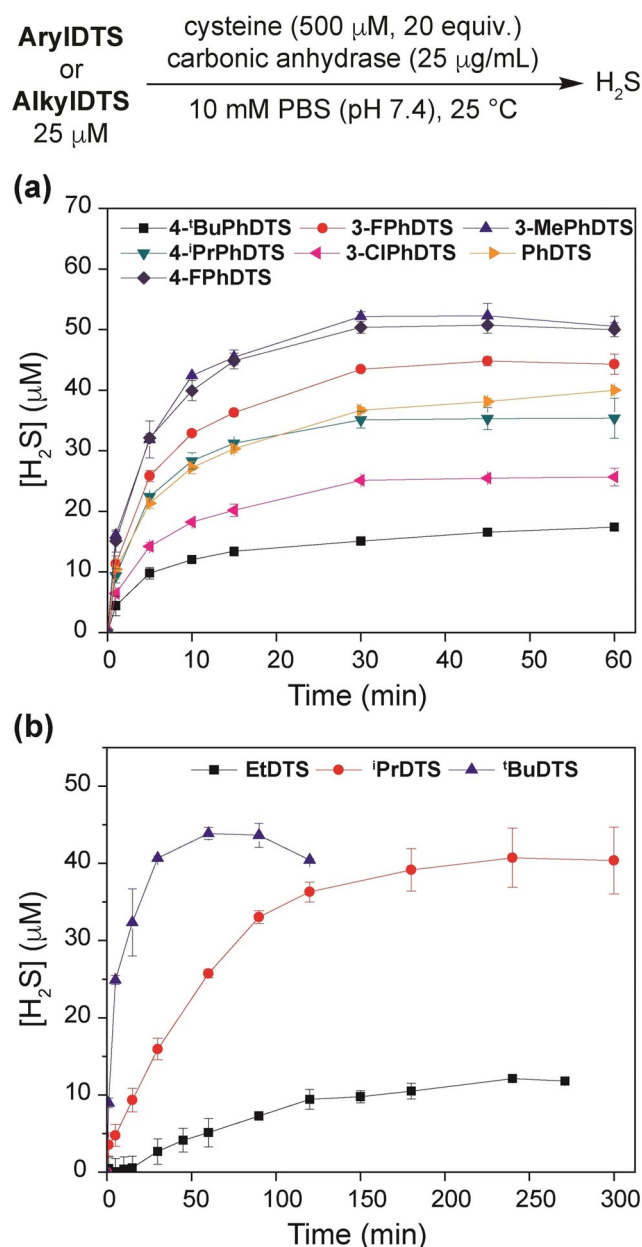 ArylDTS
or
AlkylDTS
25 μM
cysteine (500 μM, 20 equiv.)
carbonic anhydrase (25 μg/mL)
10 mM PBS (pH 7.4), 25 °C
H₂S
(a)
70
60
50
40
30
20
10
0
[H₂S] (μM)
4-ᵗBuPhDTS 3-FPhDTS 3-MePhDTS
4-ⁱPrPhDTS 3-ClPhDTS PhDTS
4-FPhDTS
0 10 20 30 40 50 60
Time (min)
(b)
50
40
30
20
10
0
[H₂S] (μM)
EtDTS ⁱPrDTS ᵗBuDTS
0 50 100 150 200 250 300
Time (min)